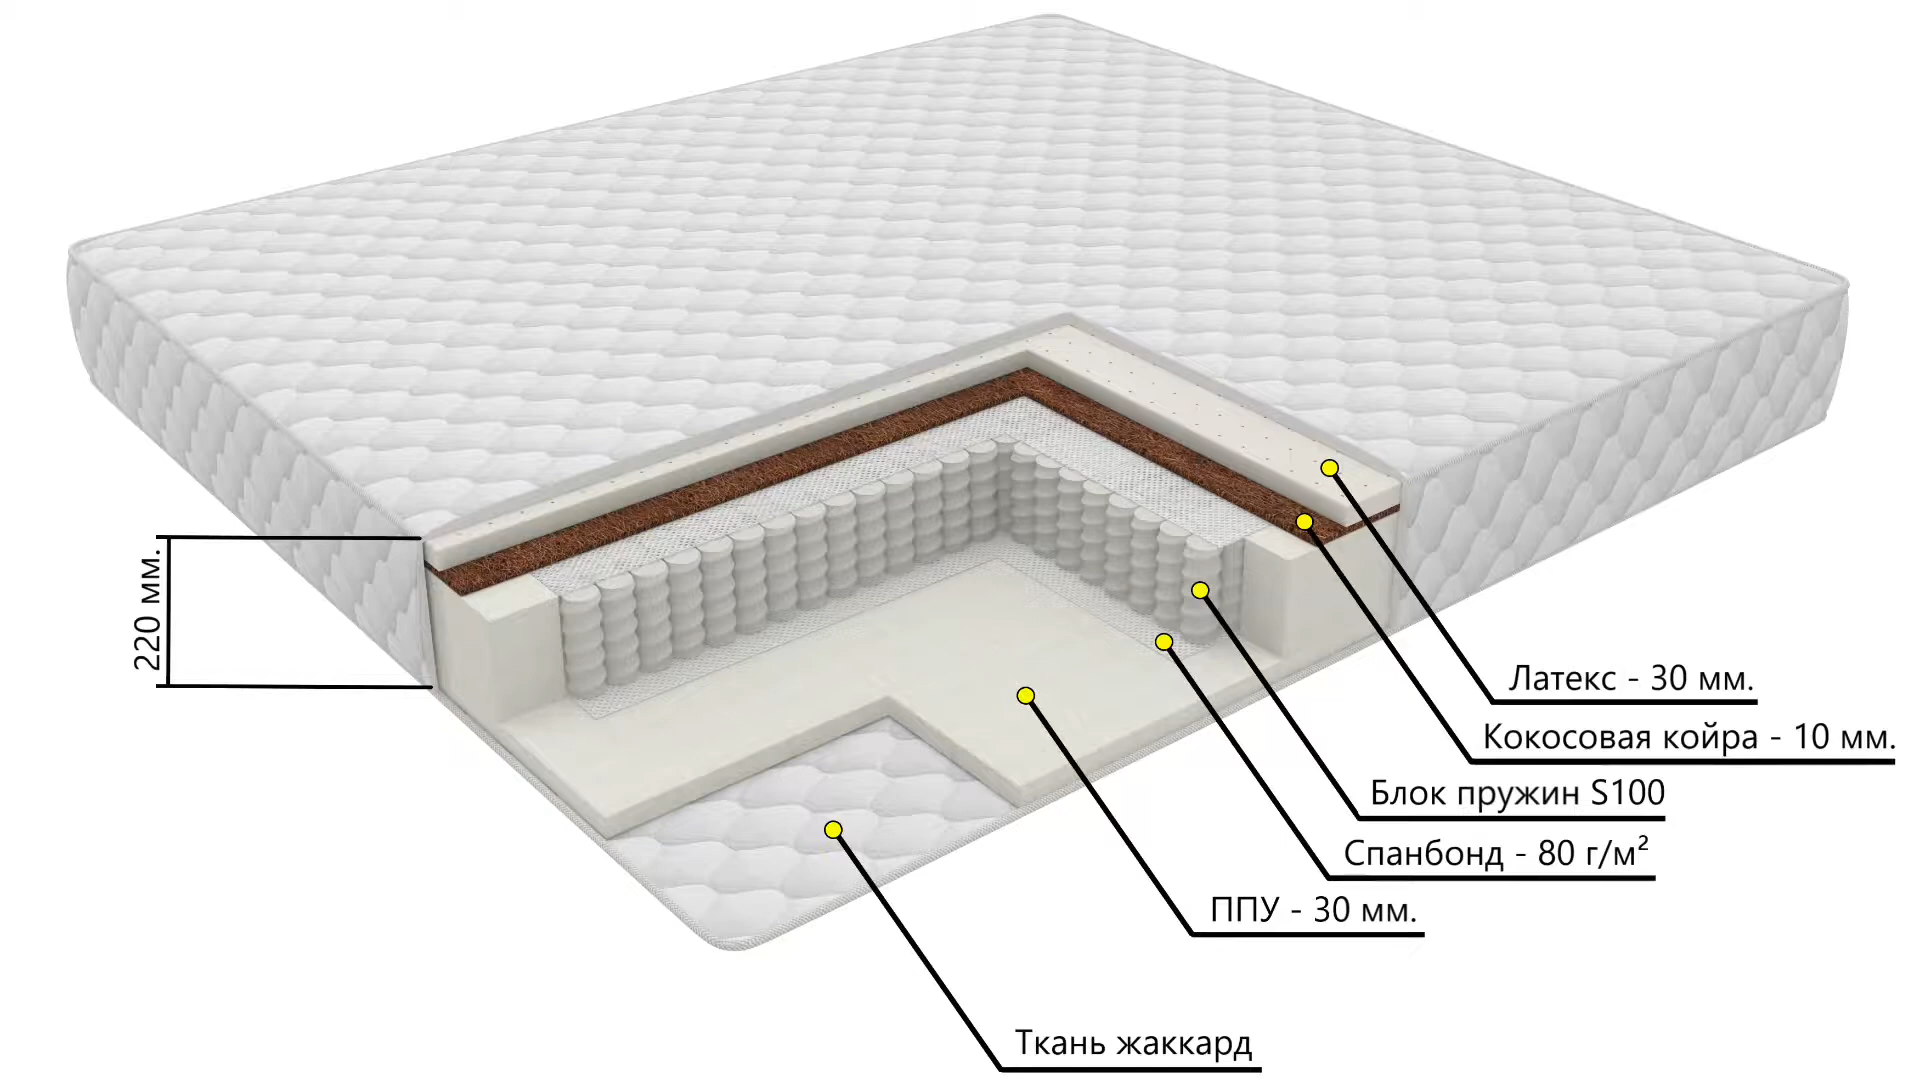 220 мм.
Латекс - 30 мм.
Кокосовая койра - 10 мм.
Блок пружин S100
Спанбонд - 80 г/м²
ППУ - 30 мм.
Ткань жаккард